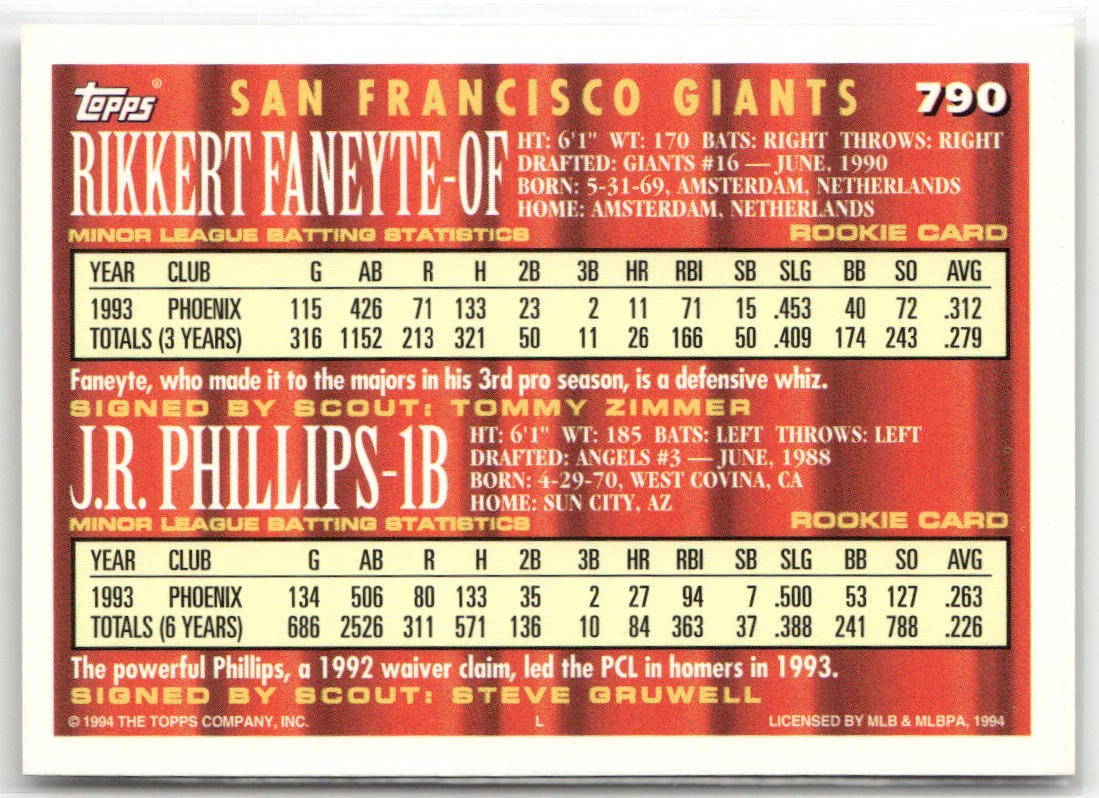 topps® SAN FRANCISCO GIANTS 790
RIKKERT FANEYTE-OF
HT: 6'1" WT: 170 BATS: RIGHT THROWS: RIGHT
DRAFTED: GIANTS #16 — JUNE, 1990
BORN: 5-31-69, AMSTERDAM, NETHERLANDS
HOME: AMSTERDAM, NETHERLANDS
MINOR LEAGUE BATTING STATISTICS ROOKIE CARD
YEAR CLUB G AB R H 2B 3B HR RBI SB SLG BB SO AVG
1993 PHOENIX 115 426 71 133 23 2 11 71 15 .453 40 72 .312
TOTALS (3 YEARS) 316 1152 213 321 50 11 26 166 50 .409 174 243 .279
Faneyte, who made it to the majors in his 3rd pro season, is a defensive whiz.
SIGNED BY SCOUT: TOMMY ZIMMER
J.R. PHILLIPS-1B
HT: 6'1" WT: 185 BATS: LEFT THROWS: LEFT
DRAFTED: ANGELS #3 — JUNE, 1988
BORN: 4-29-70, WEST COVINA, CA
HOME: SUN CITY, AZ
MINOR LEAGUE BATTING STATISTICS ROOKIE CARD
YEAR CLUB G AB R H 2B 3B HR RBI SB SLG BB SO AVG
1993 PHOENIX 134 506 80 133 35 2 27 94 7 .500 53 127 .263
TOTALS (6 YEARS) 686 2526 311 571 136 10 84 363 37 .388 241 788 .226
The powerful Phillips, a 1992 waiver claim, led the PCL in homers in 1993.
SIGNED BY SCOUT: STEVE GRUWELL
© 1994 THE TOPPS COMPANY, INC. L LICENSED BY MLB & MLBPA, 1994